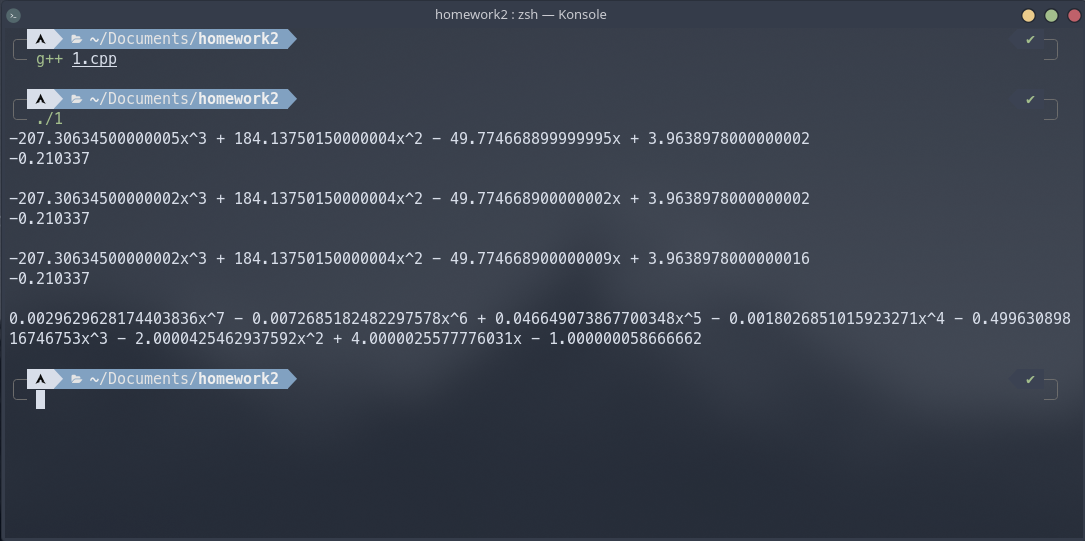 homework2 : zsh — Konsole
~/Documents/homework2 ✔
g++ 1.cpp
~/Documents/homework2 ✔
./1
−207.30634500000005x^3 + 184.13750150000004x^2 − 49.774668899999995x + 3.9638978000000002
−0.210337
−207.30634500000002x^3 + 184.13750150000004x^2 − 49.774668900000002x + 3.9638978000000002
−0.210337
−207.30634500000002x^3 + 184.13750150000004x^2 − 49.774668900000009x + 3.9638978000000016
−0.210337
0.0029629628174403836x^7 − 0.0072685182482297578x^6 + 0.046649073867700348x^5 − 0.0018026851015923271x^4 − 0.499630898
16746753x^3 − 2.0000425462937592x^2 + 4.0000025577776031x − 1.000000058666662
~/Documents/homework2 ✔